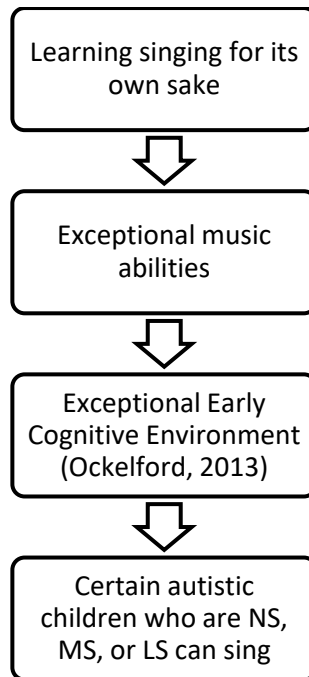 Learning singing for its
own sake
Exceptional music
abilities
Exceptional Early
Cognitive Environment
(Ockelford, 2013)
Certain autistic
children who are NS,
MS, or LS can sing